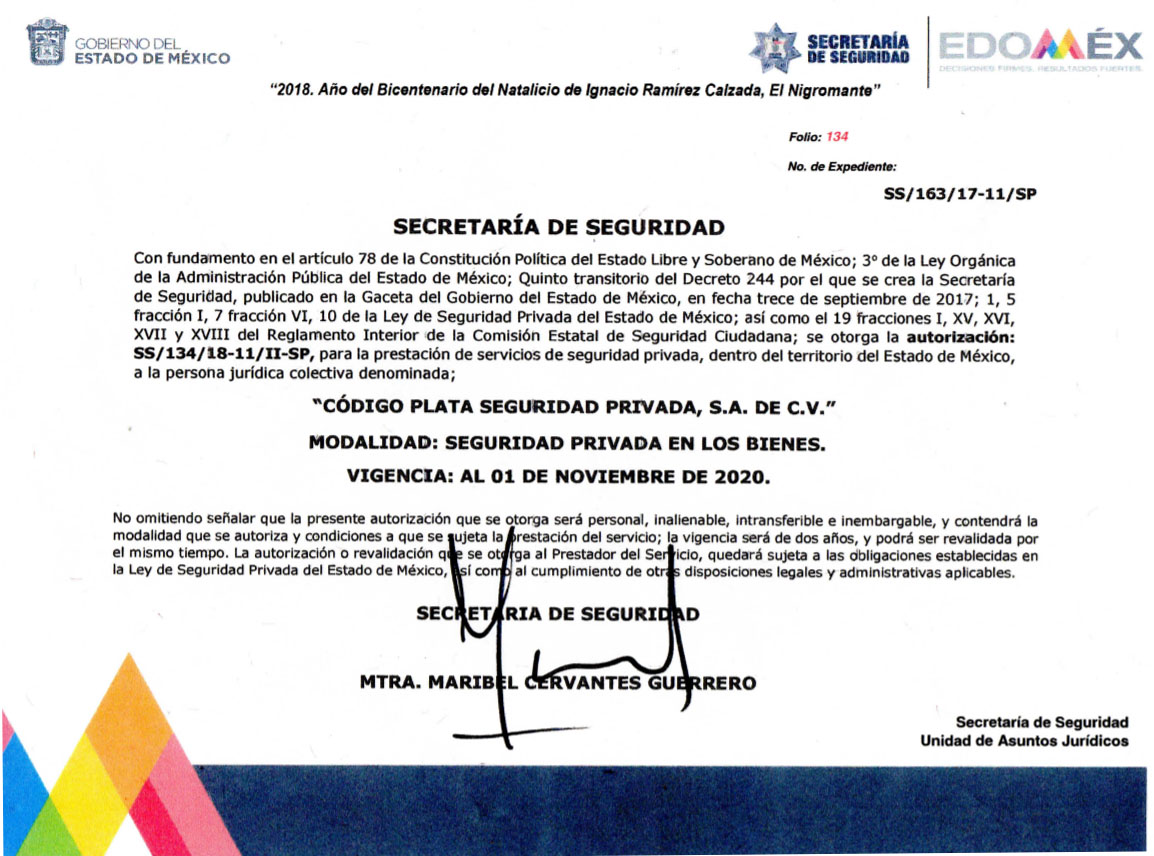 GOBIERNO DEL
ESTADO DE MÉXICO
SECRETARÍA
DE SEGURIDAD
EDOMÉX
DECISIONES FIRMES, RESULTADOS FUERTES.
“2018. Año del Bicentenario del Natalicio de Ignacio Ramírez Calzada, El Nigromante”
Folio: 134
No. de Expediente:
SS/163/17-11/SP
SECRETARÍA DE SEGURIDAD
Con fundamento en el artículo 78 de la Constitución Política del Estado Libre y Soberano de México; 3º de la Ley Orgánica
de la Administración Pública del Estado de México; Quinto transitorio del Decreto 244 por el que se crea la Secretaría
de Seguridad, publicado en la Gaceta del Gobierno del Estado de México, en fecha trece de septiembre de 2017; 1, 5
fracción I, 7 fracción VI, 10 de la Ley de Seguridad Privada del Estado de México; así como el 19 fracciones I, XV, XVI,
XVII y XVIII del Reglamento Interior de la Comisión Estatal de Seguridad Ciudadana; se otorga la autorización:
SS/134/18-11/II-SP, para la prestación de servicios de seguridad privada, dentro del territorio del Estado de México,
a la persona jurídica colectiva denominada;
“CÓDIGO PLATA SEGURIDAD PRIVADA, S.A. DE C.V.”
MODALIDAD: SEGURIDAD PRIVADA EN LOS BIENES.
VIGENCIA: AL 01 DE NOVIEMBRE DE 2020.
No omitiendo señalar que la presente autorización que se otorga será personal, inalienable, intransferible e inembargable, y contendrá la
modalidad que se autoriza y condiciones a que se sujeta la prestación del servicio; la vigencia será de dos años, y podrá ser revalidada por
el mismo tiempo. La autorización o revalidación que se otorga al Prestador del Servicio, quedará sujeta a las obligaciones establecidas en
la Ley de Seguridad Privada del Estado de México, así como al cumplimiento de otras disposiciones legales y administrativas aplicables.
SECRETARIA DE SEGURIDAD
MTRA. MARIBEL CERVANTES GUERRERO
Secretaría de Seguridad
Unidad de Asuntos Jurídicos